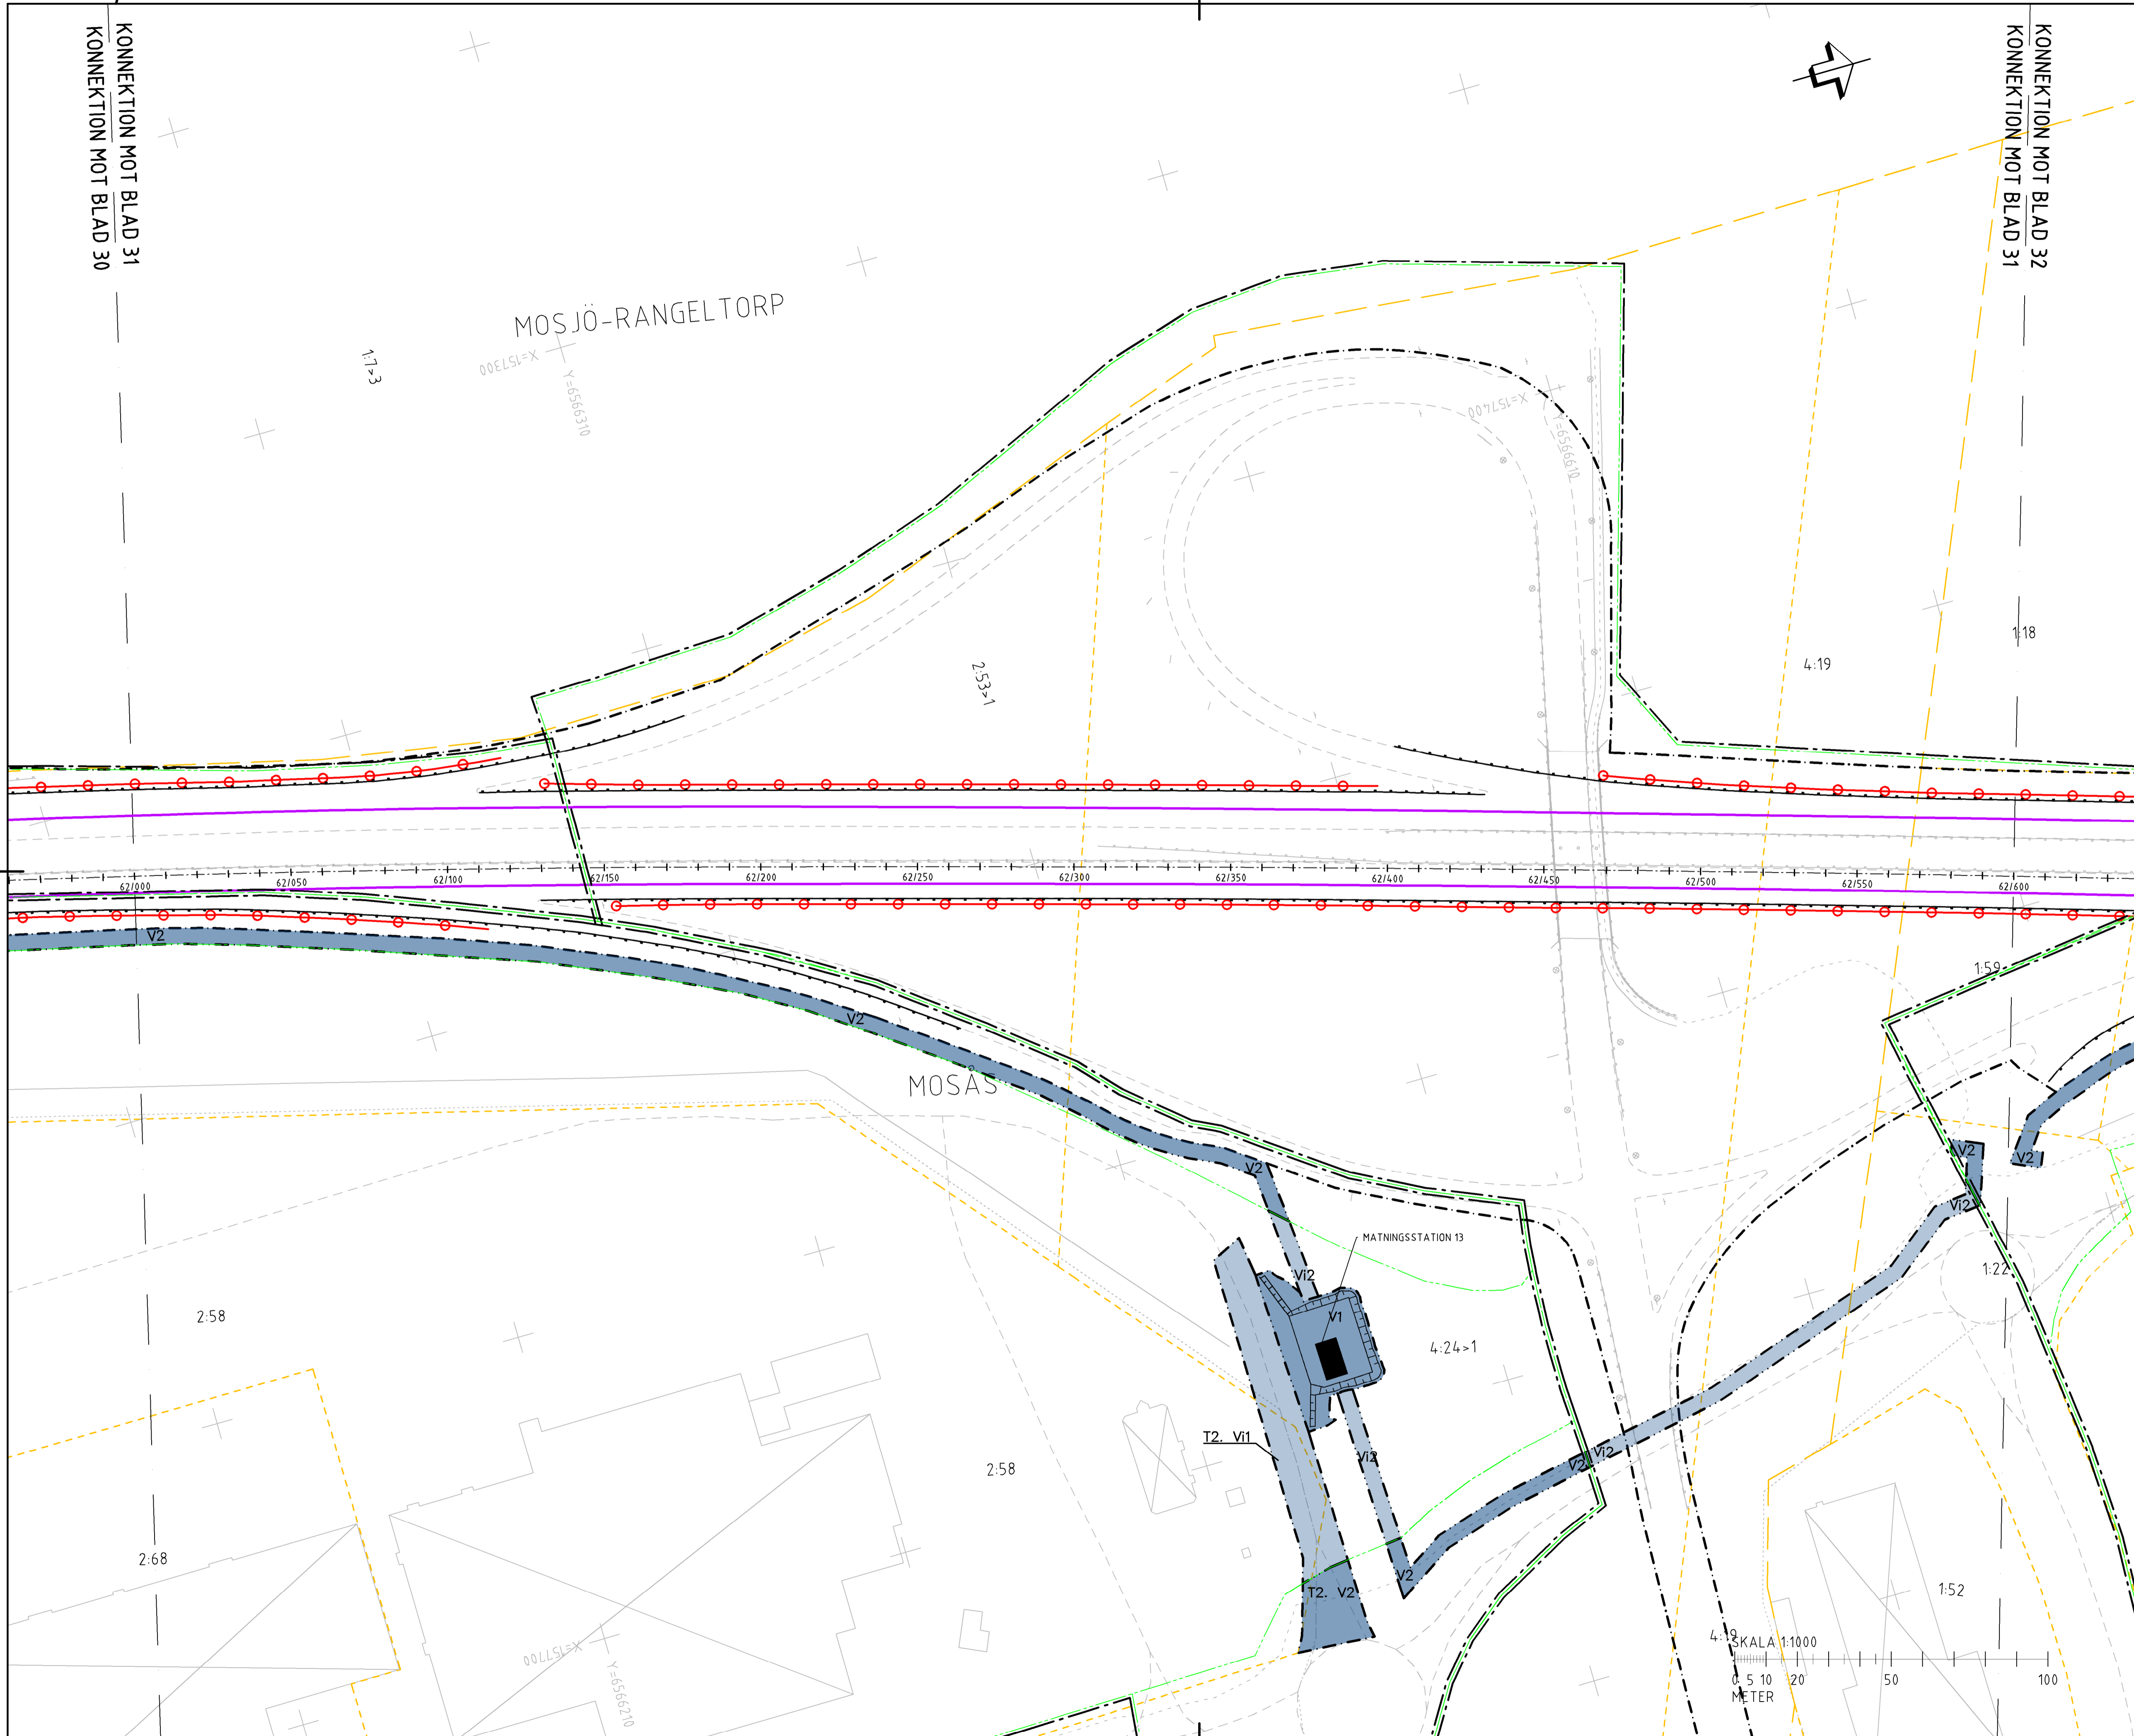 KONNEKTION MOT BLAD 31
KONNEKTION MOT BLAD 30
KONNEKTION MOT BLAD 32
KONNEKTION MOT BLAD 31
MOSJÖ-RANGELTORP
1:7>3
X=157300
Y=6566310
X=157400
Y=6566610
1:18
4:19
2:53>1
62/000
62/050
62/100
62/150
62/200
62/250
62/300
62/350
62/400
62/450
62/500
62/550
62/600
V2
1:59
V2
MOSÅS
V2
V2
V2
Vi2
MATNINGSSTATION 13
1:22
Vi2
V1
2:58
4:24>1
T2. Vi1
Vi2
Vi2
V2
2:58
2:68
V2
T2. V2
1:52
4:19
X=157700
Y=6566210
SKALA 1:1000
0 5 10 20 50 100
METER